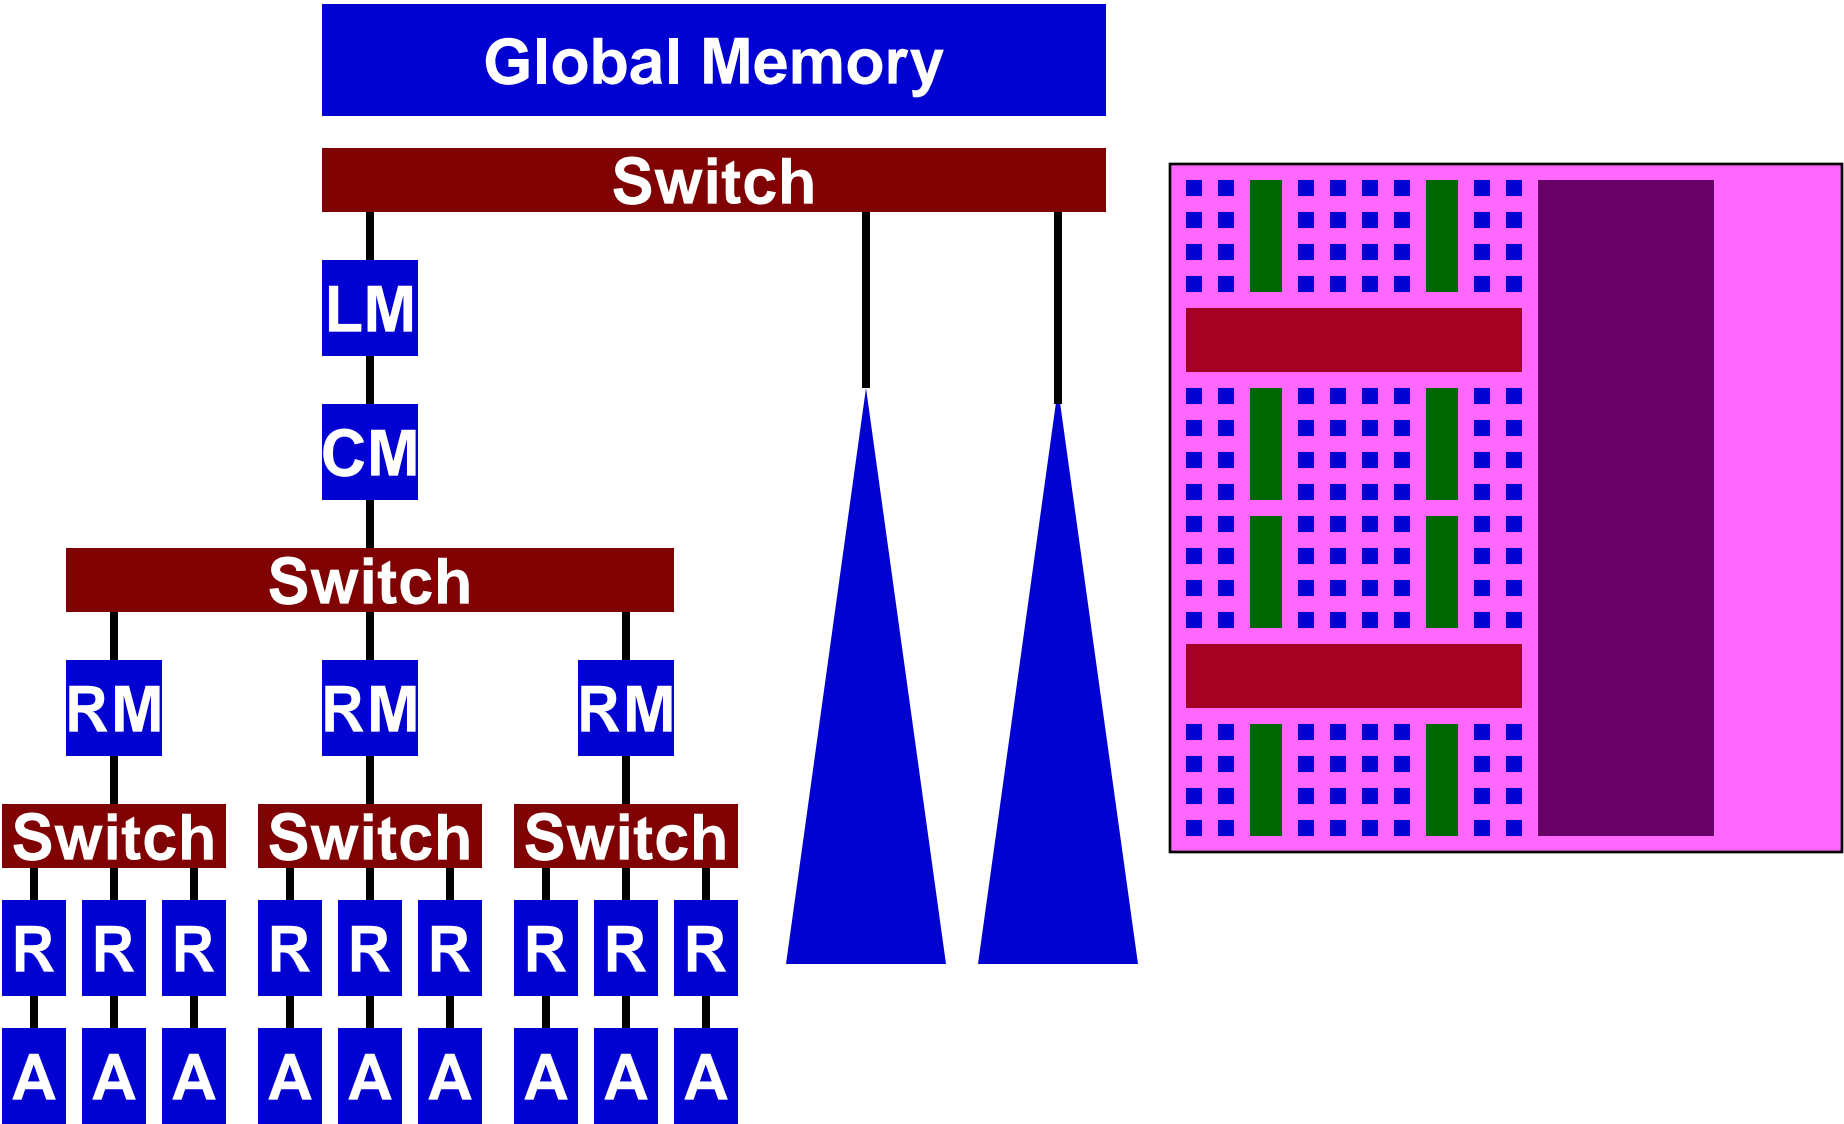 Global Memory
Switch
LM
CM
Switch
RM RM RM
Switch Switch Switch
R R R R R R R R R
A A A A A A A A A